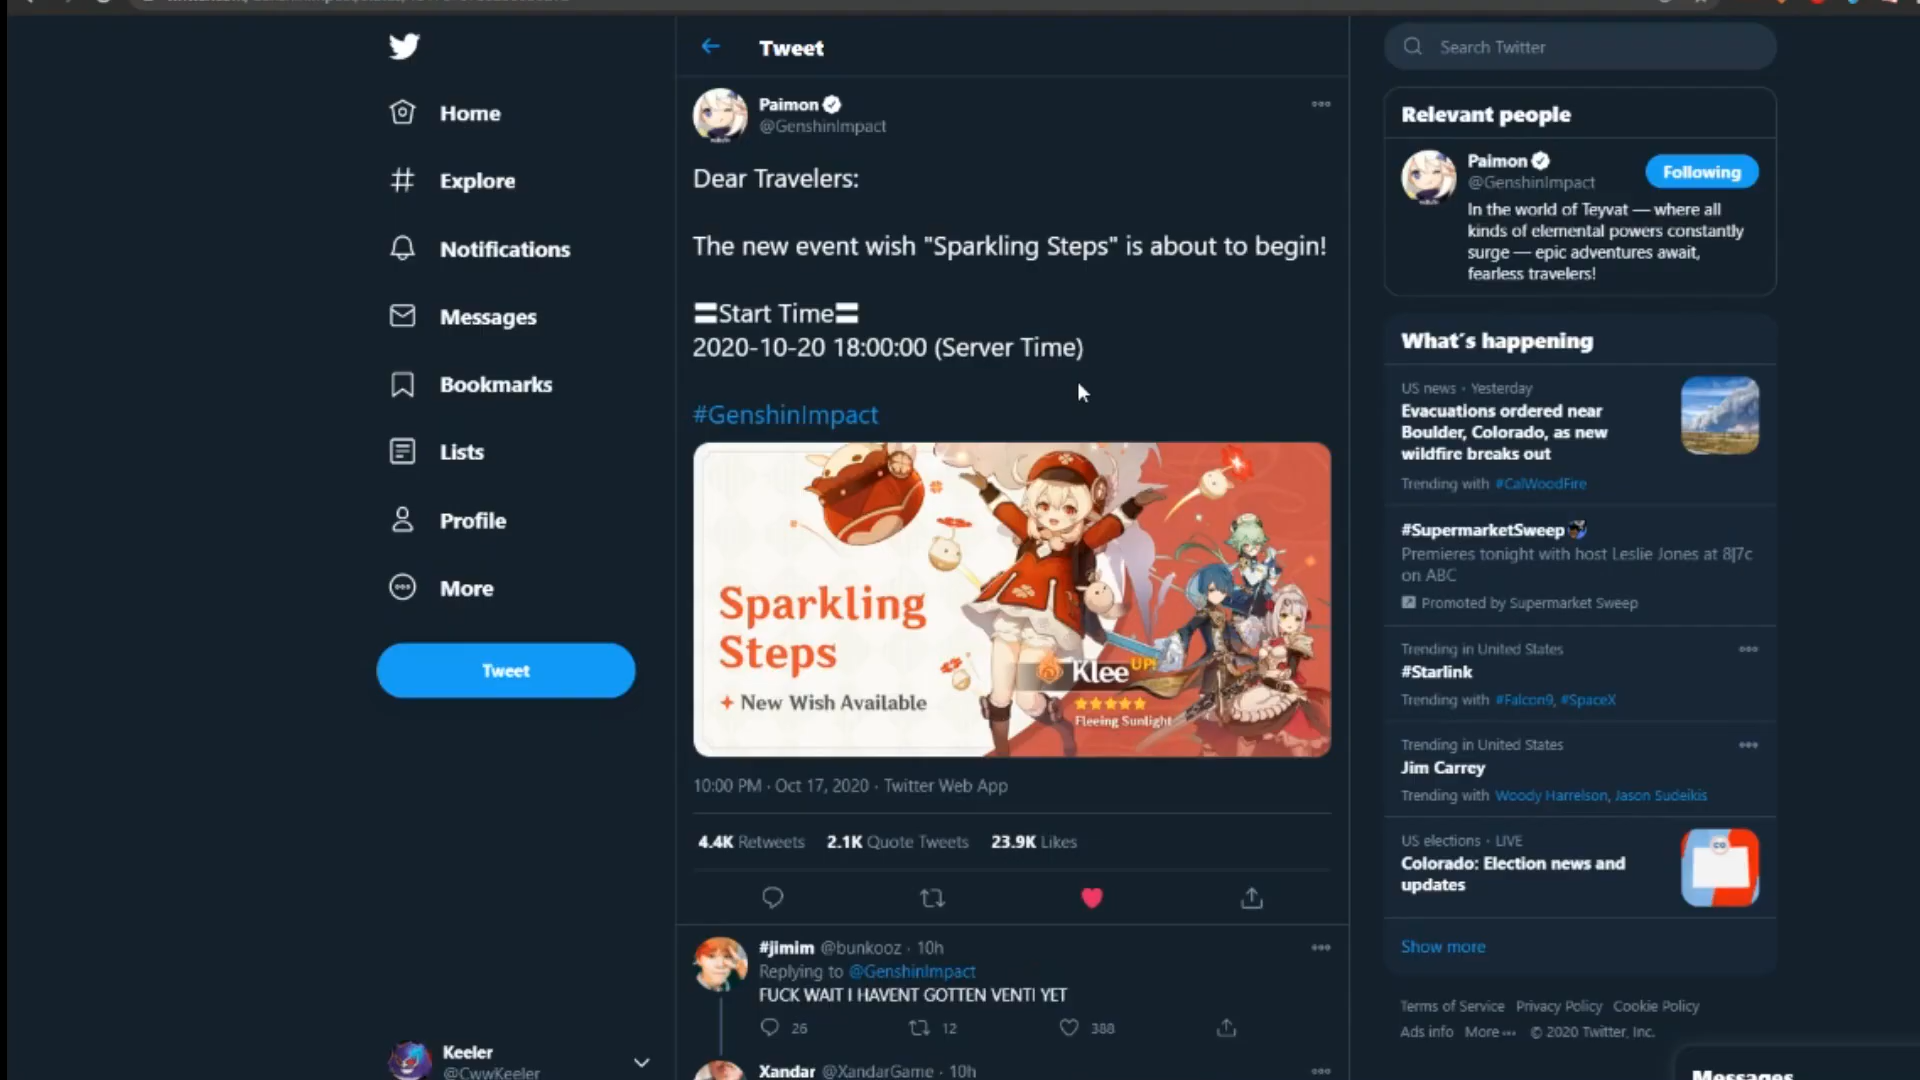 Home
Explore
Notifications
Messages
Bookmarks
Lists
Profile
More
Tweet
Keeler
@CwwKeeler
Tweet
Paimon
@GenshinImpact
Dear Travelers:
The new event wish "Sparkling Steps" is about to begin!
〓Start Time〓
2020-10-20 18:00:00 (Server Time)
#GenshinImpact
Sparkling
Steps
New Wish Available
Klee UP!
Fleeing Sunlight
10:00 PM · Oct 17, 2020 · Twitter Web App
4.4K Retweets 2.1K Quote Tweets 23.9K Likes
#jimim @bunkooz · 10h
Replying to @GenshinImpact
FUCK WAIT I HAVENT GOTTEN VENTI YET
26 12 388
Xandar @XandarGame · 10h
Search Twitter
Relevant people
Paimon
@GenshinImpact
Following
In the world of Teyvat — where all
kinds of elemental powers constantly
surge — epic adventures await,
fearless travelers!
What's happening
US news · Yesterday
Evacuations ordered near
Boulder, Colorado, as new
wildfire breaks out
Trending with #CalWoodFire
#SupermarketSweep
Premieres tonight with host Leslie Jones at 8|7c
on ABC
Promoted by Supermarket Sweep
Trending in United States
#Starlink
Trending with #Falcon9, #SpaceX
Trending in United States
Jim Carrey
Trending with Woody Harrelson, Jason Sudeikis
US elections · LIVE
Colorado: Election news and
updates
Show more
Terms of Service Privacy Policy Cookie Policy
Ads info More ··· © 2020 Twitter, Inc.
Messages